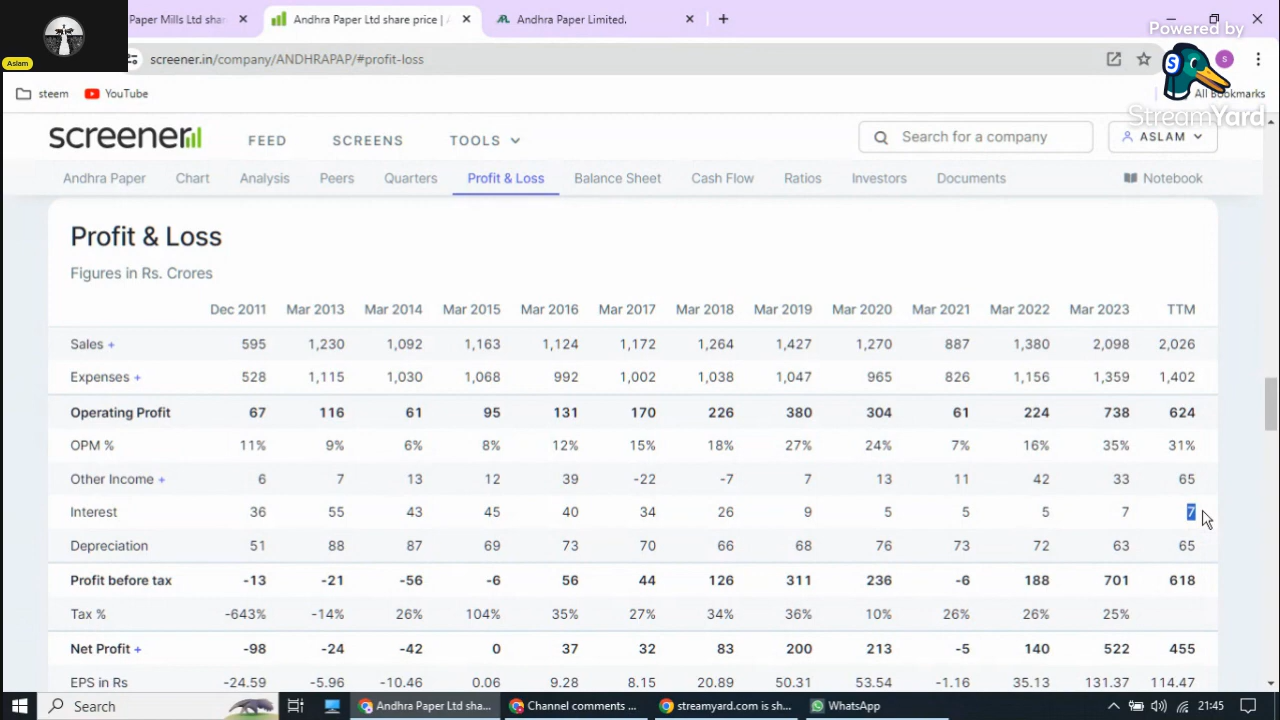 Paper Mills Ltd shar
Andhra Paper Ltd share price | A
Andhra Paper Limited.
Powered by
Aslam
screener.in/company/ANDHRAPAP/#profit-loss
S
S
steem
YouTube
All Bookmarks
StreamYard
screener
FEED
SCREENS
TOOLS
Search for a company
ASLAM
Andhra Paper Chart Analysis Peers Quarters Profit & Loss Balance Sheet Cash Flow Ratios Investors Documents Notebook
Profit & Loss
Figures in Rs. Crores
Dec 2011 Mar 2013 Mar 2014 Mar 2015 Mar 2016 Mar 2017 Mar 2018 Mar 2019 Mar 2020 Mar 2021 Mar 2022 Mar 2023 TTM
Sales + 595 1,230 1,092 1,163 1,124 1,172 1,264 1,427 1,270 887 1,380 2,098 2,026
Expenses + 528 1,115 1,030 1,068 992 1,002 1,038 1,047 965 826 1,156 1,359 1,402
Operating Profit 67 116 61 95 131 170 226 380 304 61 224 738 624
OPM % 11% 9% 6% 8% 12% 15% 18% 27% 24% 7% 16% 35% 31%
Other Income + 6 7 13 12 39 -22 -7 7 13 11 42 33 65
Interest 36 55 43 45 40 34 26 9 5 5 5 7 7
Depreciation 51 88 87 69 73 70 66 68 76 73 72 63 65
Profit before tax -13 -21 -56 -6 56 44 126 311 236 -6 188 701 618
Tax % -643% -14% 26% 104% 35% 27% 34% 36% 10% 26% 26% 25%
Net Profit + -98 -24 -42 0 37 32 83 200 213 -5 140 522 455
EPS in Rs -24.59 -5.96 -10.46 0.06 9.28 8.15 20.89 50.31 53.54 -1.16 35.13 131.37 114.47
Search
Andhra Paper Ltd sha...
Channel comments ...
streamyard.com is sh...
WhatsApp
21:45